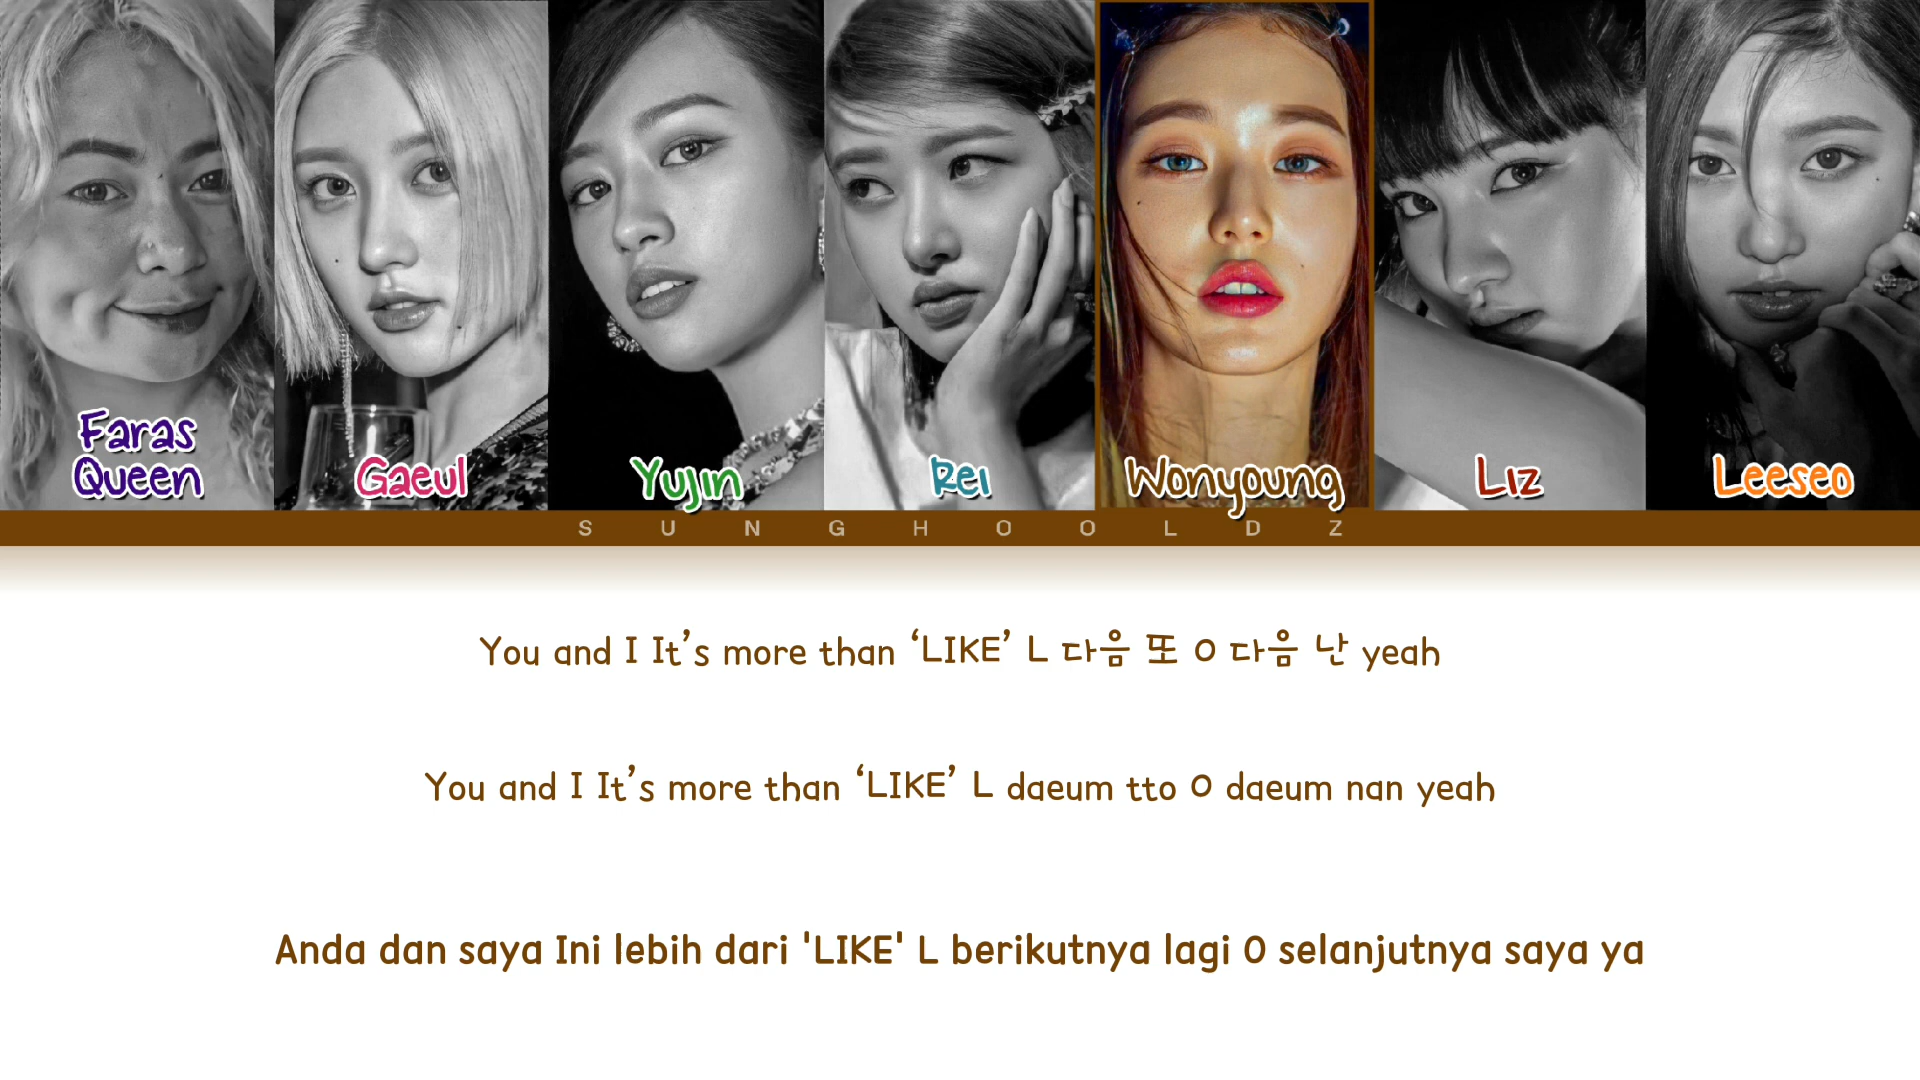 Faras
Queen
Gaeul
Yujin
Rei
Wonyoung
Liz
Leeseo
SUNGHOOLDZ
You and I It’s more than ‘LIKE’ L 다음 또 O 다음 난 yeah
You and I It’s more than ‘LIKE’ L daeum tto O daeum nan yeah
Anda dan saya Ini lebih dari 'LIKE' L berikutnya lagi O selanjutnya saya ya